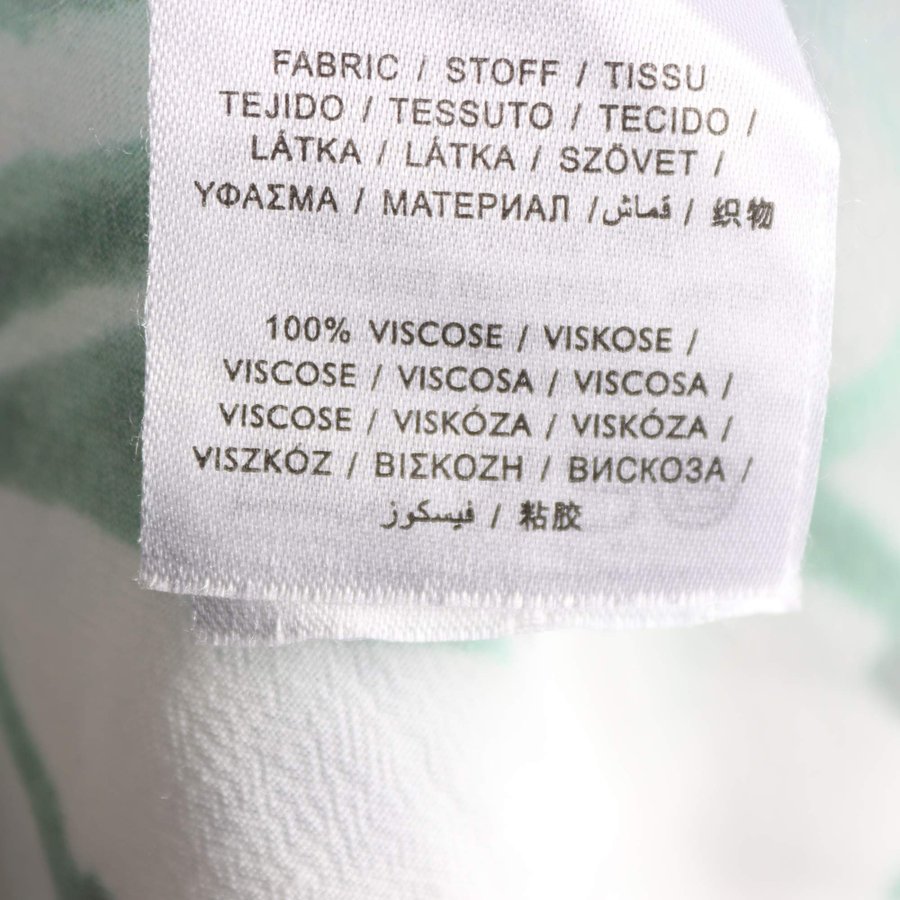 FABRIC / STOFF / TISSU
TEJIDO / TESSUTO / TECIDO /
LÁTKA / LÁTKA / SZÖVET /
ΥΦΑΣΜΑ / МАТЕРИАЛ / قماش / 织物
100% VISCOSE / VISKOSE /
VISCOSE / VISCOSA / VISCOSA /
VISCOSE / VISKÓZA / VISKÓZA /
VISZKÓZ / ΒΙΣΚΟΖΗ / ВИСКОЗА /
فيسكوز / 粘胶